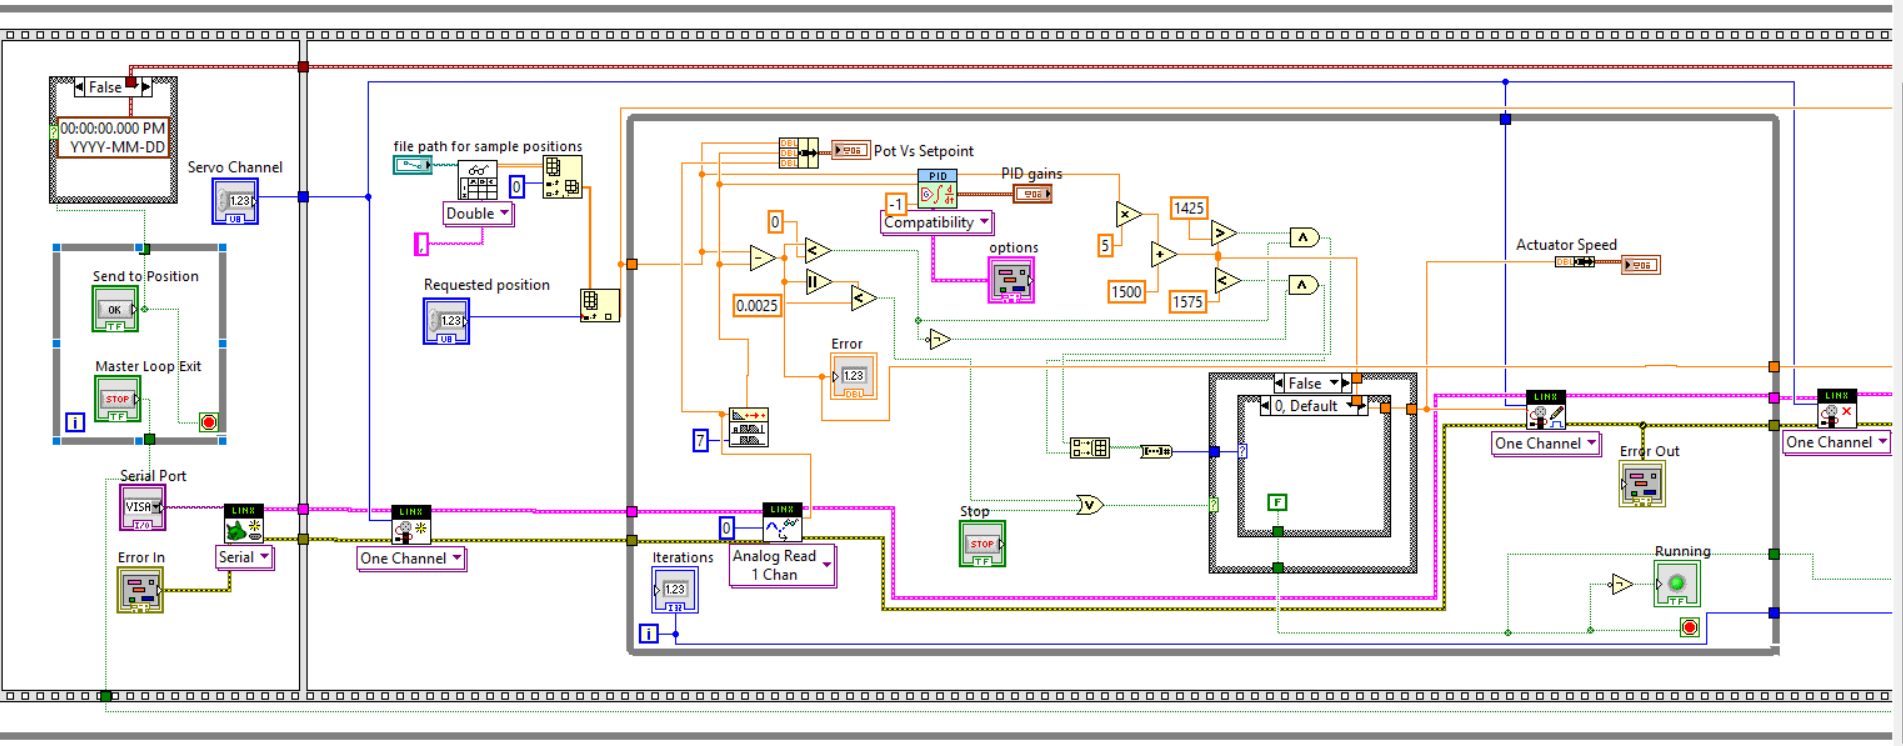 False
00:00:00.000 PM
YYYY-MM-DD
Servo Channel
1.23
U8
Send to Position
OK
TF
Master Loop Exit
STOP
TF
i
Serial Port
VISA
I/O
LINX
Serial
Error In
file path for sample positions
0
Double
,
Requested position
1.23
U8
LINX
One Channel
DBL
DBL
DBL
Pot Vs Setpoint
PID
PID gains
-1
Compatibility
options
0
0.0025
Error
1.23
DBL
7
5
1500
1425
1575
LINX
0
Analog Read
1 Chan
Iterations
1.23
I32
i
Stop
STOP
TF
False
0, Default
F
Actuator Speed
DBL
LINX
One Channel
Error Out
Running
TF
LINX
One Channel